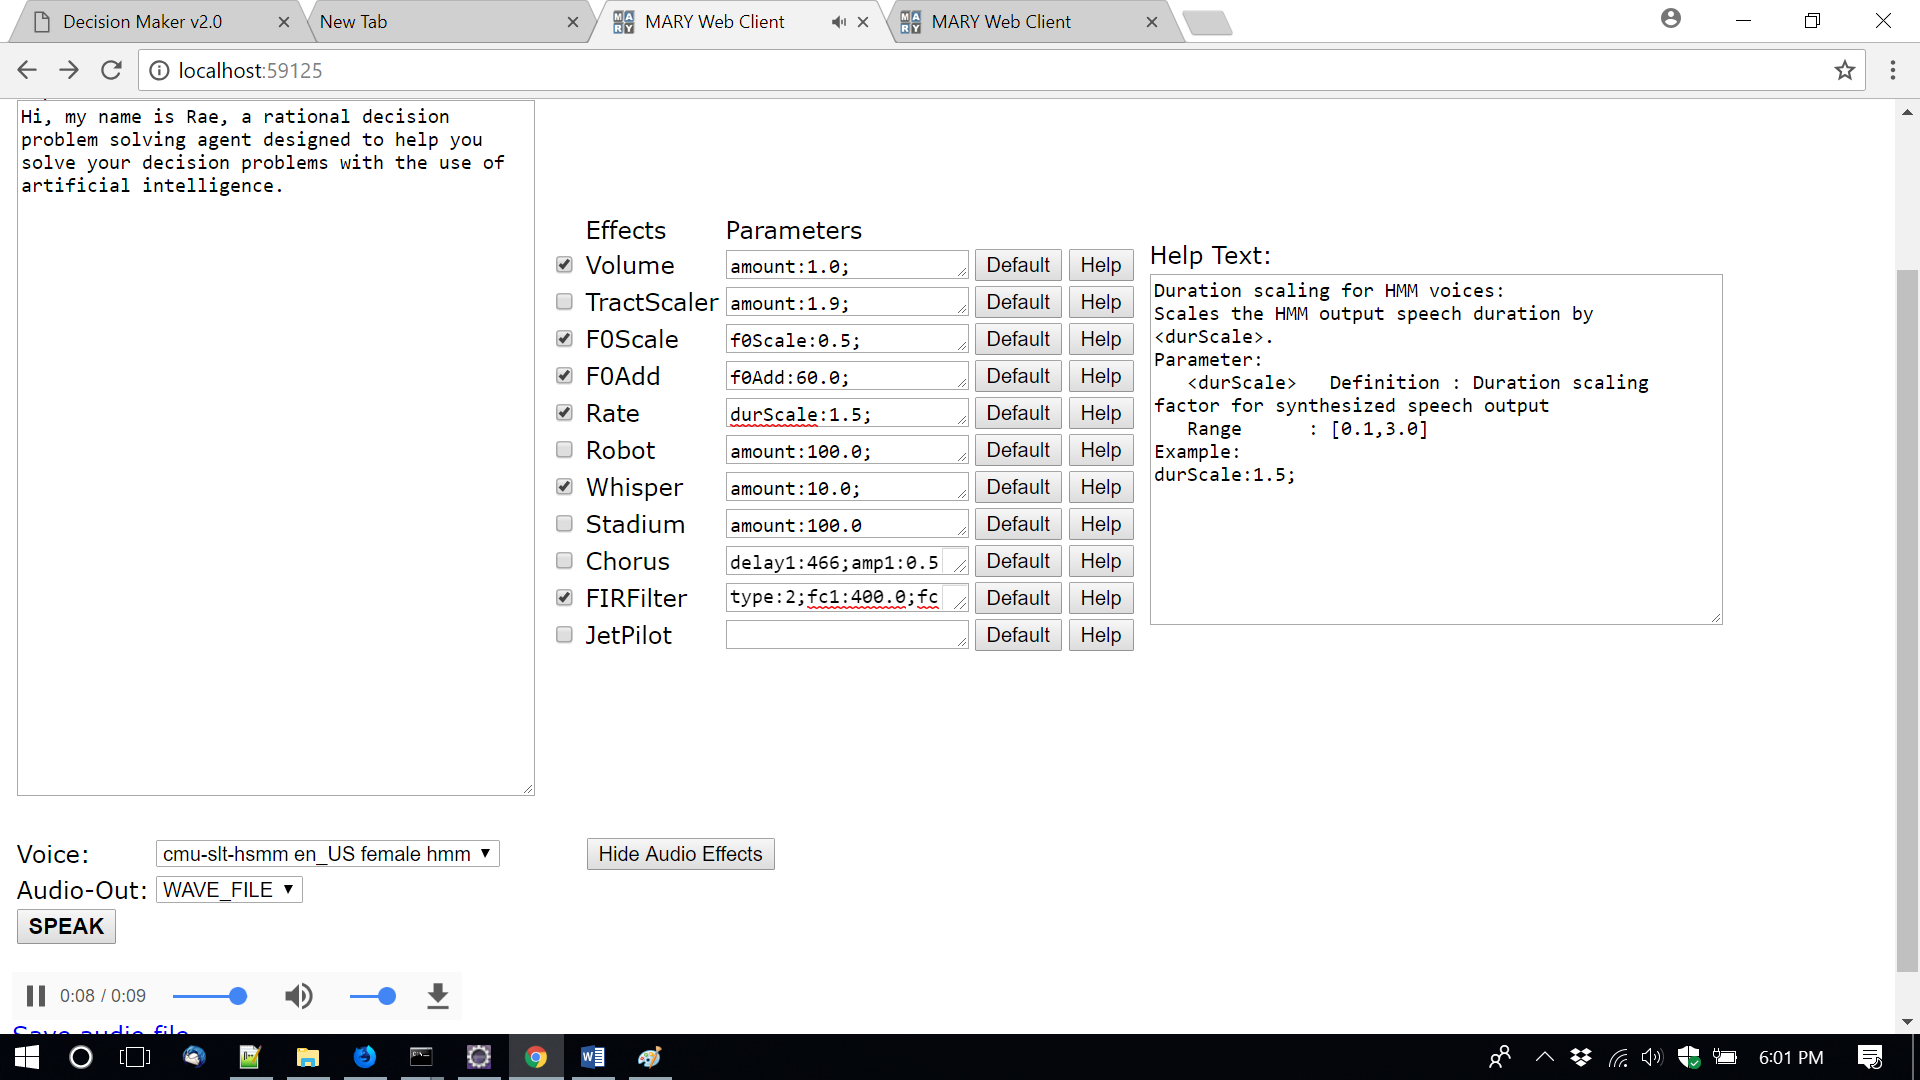 Decision Maker v2.0
New Tab
MARY Web Client
MARY Web Client
localhost:59125
Hi, my name is Rae, a rational decision
problem solving agent designed to help you
solve your decision problems with the use of
artificial intelligence.
Effects Parameters
Volume amount:1.0; Default Help
TractScaler amount:1.9; Default Help
F0Scale f0Scale:0.5; Default Help
F0Add f0Add:60.0; Default Help
Rate durScale:1.5; Default Help
Robot amount:100.0; Default Help
Whisper amount:10.0; Default Help
Stadium amount:100.0 Default Help
Chorus delay1:466;amp1:0.5 Default Help
FIRFilter type:2;fc1:400.0;fc Default Help
JetPilot Default Help
Help Text:
Duration scaling for HMM voices:
Scales the HMM output speech duration by
<durScale>.
Parameter:
<durScale> Definition : Duration scaling
factor for synthesized speech output
Range : [0.1,3.0]
Example:
durScale:1.5;
Voice: cmu-slt-hsmm en_US female hmm
Hide Audio Effects
Audio-Out: WAVE_FILE
SPEAK
0:08 / 0:09
Save audio file
6:01 PM